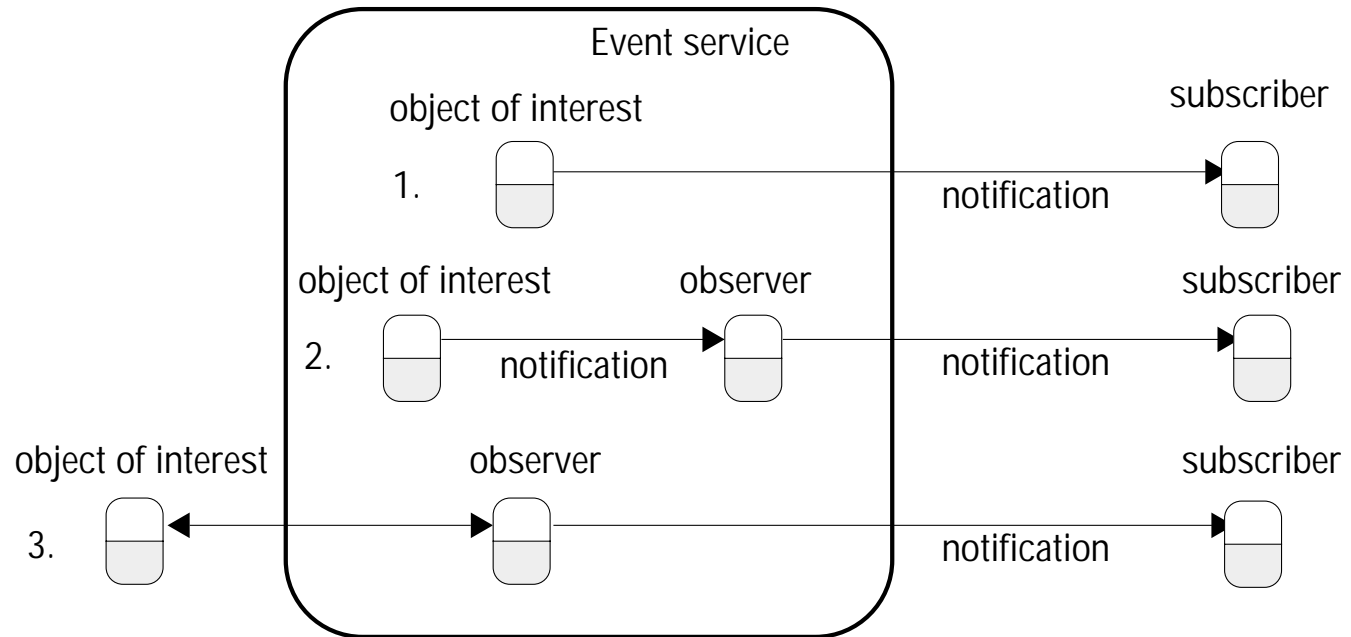 Event service
object of interest
subscriber
1.
notification
object of interest
observer
subscriber
2.
notification
notification
object of interest
observer
subscriber
3.
notification